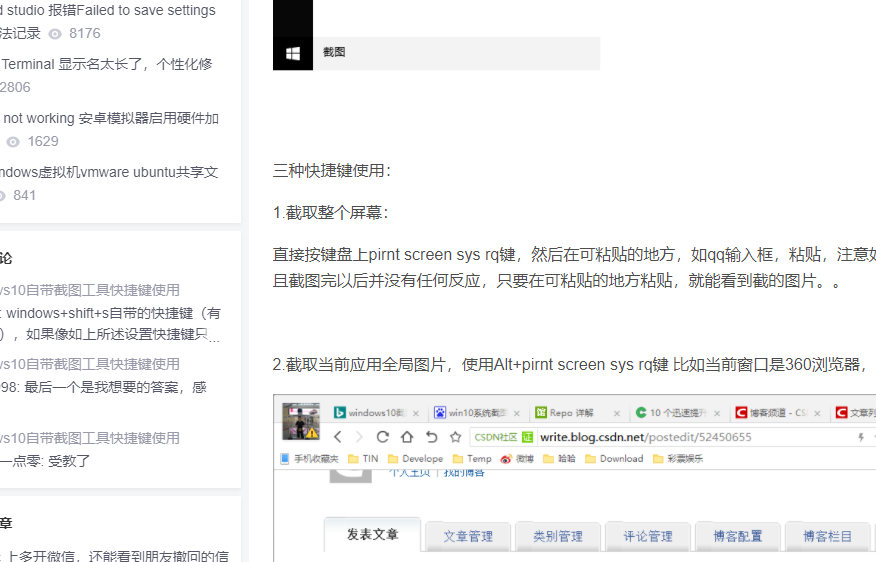 d studio 报错Failed to save settings
法记录 8176
Terminal 显示名太长了，个性化修
2806
not working 安卓模拟器启用硬件加
1629
ndows虚拟机vmware ubuntu共享文
841
论
ws10自带截图工具快捷键使用
: windows+shift+s自带的快捷键（有
），如果像如上所述设置快捷键只...
ws10自带截图工具快捷键使用
98: 最后一个是我想要的答案，感
ws10自带截图工具快捷键使用
一点零: 受教了
章
上多开微信，还能看到朋友撤回的信
截图
三种快捷键使用：
1.截取整个屏幕：
直接按键盘上pirnt screen sys rq键，然后在可粘贴的地方，如qq输入框，粘贴，注意如
且截图完以后并没有任何反应，只要在可粘贴的地方粘贴，就能看到截的图片。。
2.截取当前应用全局图片，使用Alt+pirnt screen sys rq键 比如当前窗口是360浏览器，
windows10截 × win10系统截图 × Repo 详解 × 10 个迅速提升 × 博客频道 - CS × 文章列
CSDN社区 证 write.blog.csdn.net/postedit/52450655
手机收藏夹 TIN Develope Temp 微博 哈哈 Download 彩票娱乐
个人主页 | 我的博客
发表文章 文章管理 类别管理 评论管理 博客配置 博客栏目